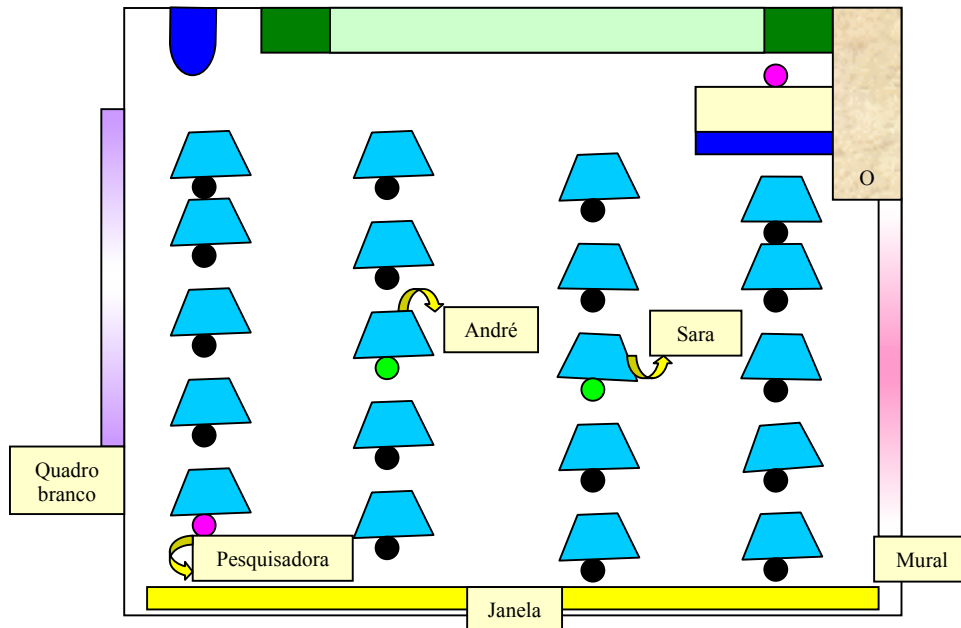 O
André
Sara
Quadro
branco
Pesquisadora
Mural
Janela